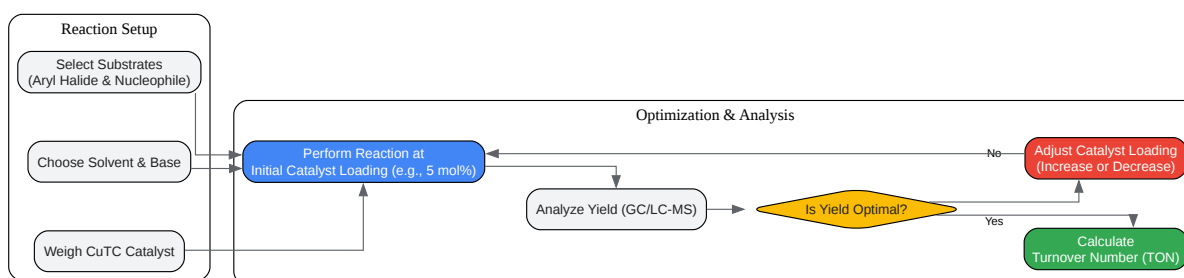 Reaction Setup
Select Substrates
(Aryl Halide & Nucleophile)
Choose Solvent & Base
Weigh CuTC Catalyst
Optimization & Analysis
Perform Reaction at
Initial Catalyst Loading (e.g., 5 mol%)
Analyze Yield (GC/LC-MS)
Is Yield Optimal?
No
Adjust Catalyst Loading
(Increase or Decrease)
Yes
Calculate
Turnover Number (TON)